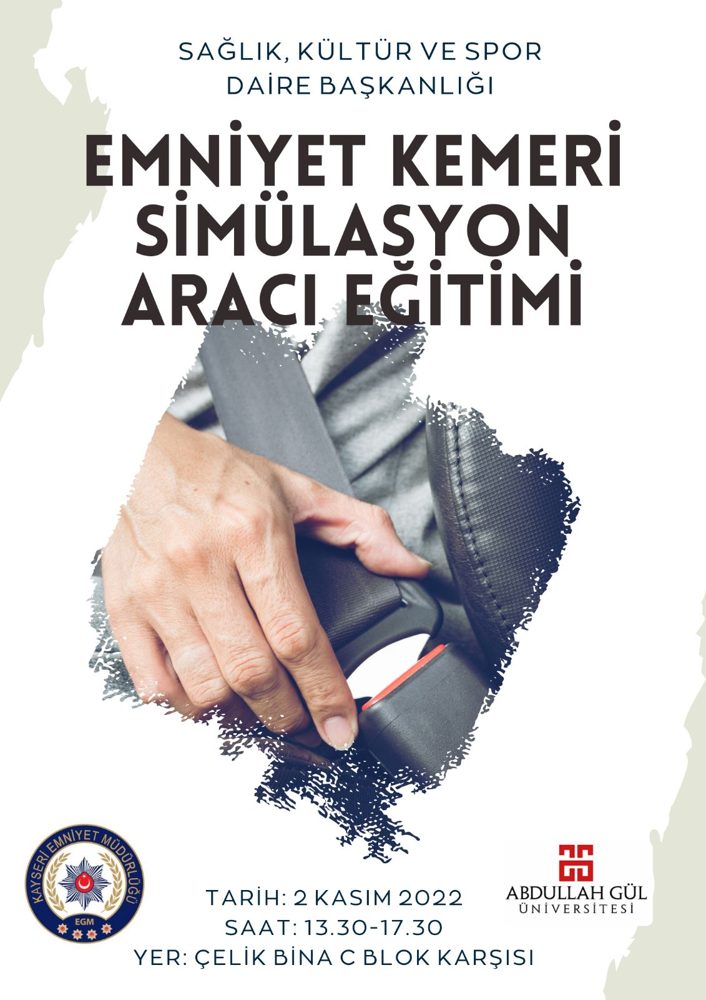 SAĞLIK, KÜLTÜR VE SPOR
DAİRE BAŞKANLIĞI
EMNİYET KEMERİ
SİMÜLASYON
ARACI EĞİTİMİ
KAYSERİ EMNİYET MÜDÜRLÜĞÜ
EGM
ABDULLAH GÜL
ÜNİVERSİTESİ
TARİH: 2 KASIM 2022
SAAT: 13.30-17.30
YER: ÇELİK BİNA C BLOK KARŞISI